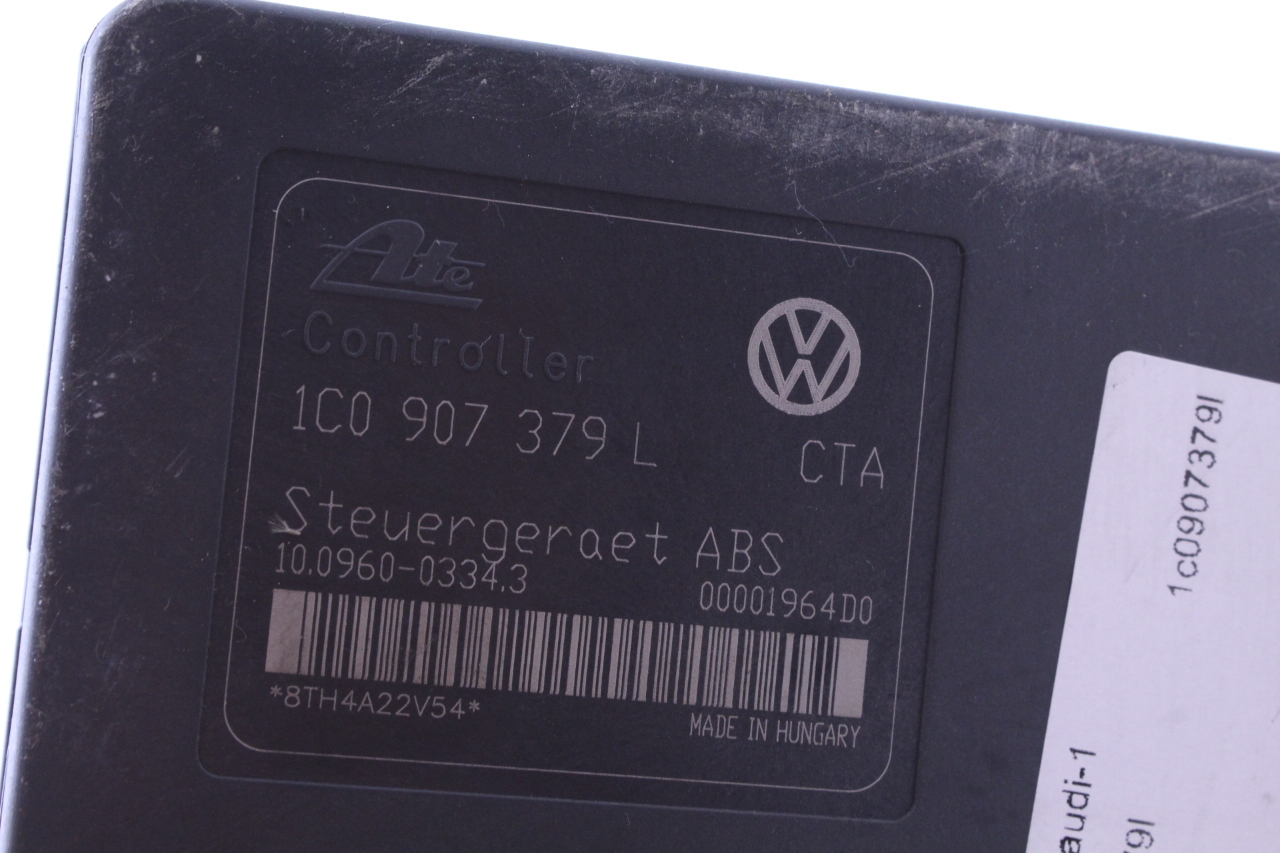 Ate
Controller
1C0 907 379 L
CTA
Steuergeraet ABS
10.0960-0334.3
00001964D0
*8TH4A22V54*
MADE IN HUNGARY
1C0907379l
audi-1